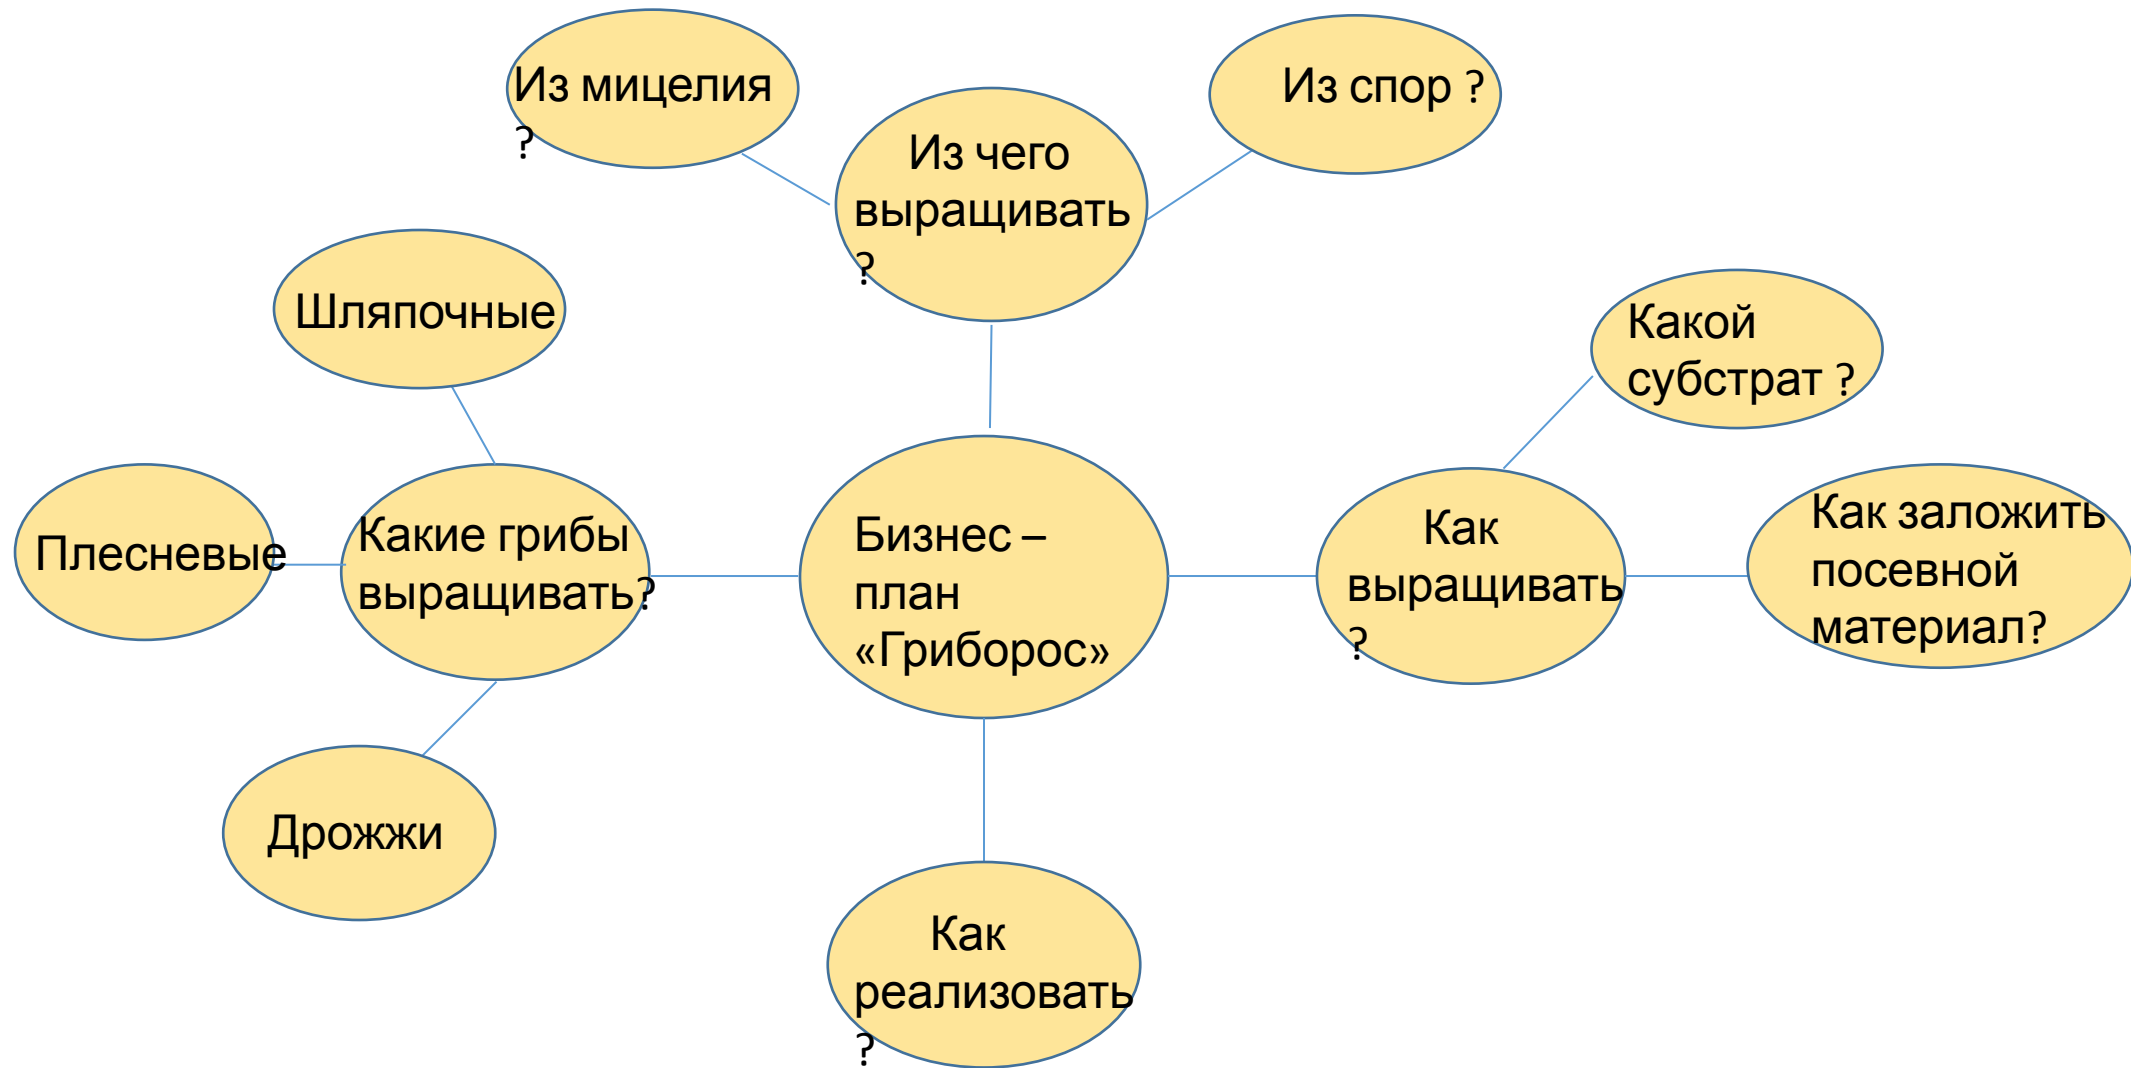 Из мицелия
?
Из чего
выращивать
?
Из спор ?
Шляпочные
Какой
субстрат ?
Плесневые
Какие грибы
выращивать?
Бизнес –
план
«Гриборос»
Как
выращивать
?
Как заложить
посевной
материал?
Дрожжи
Как
реализовать
?